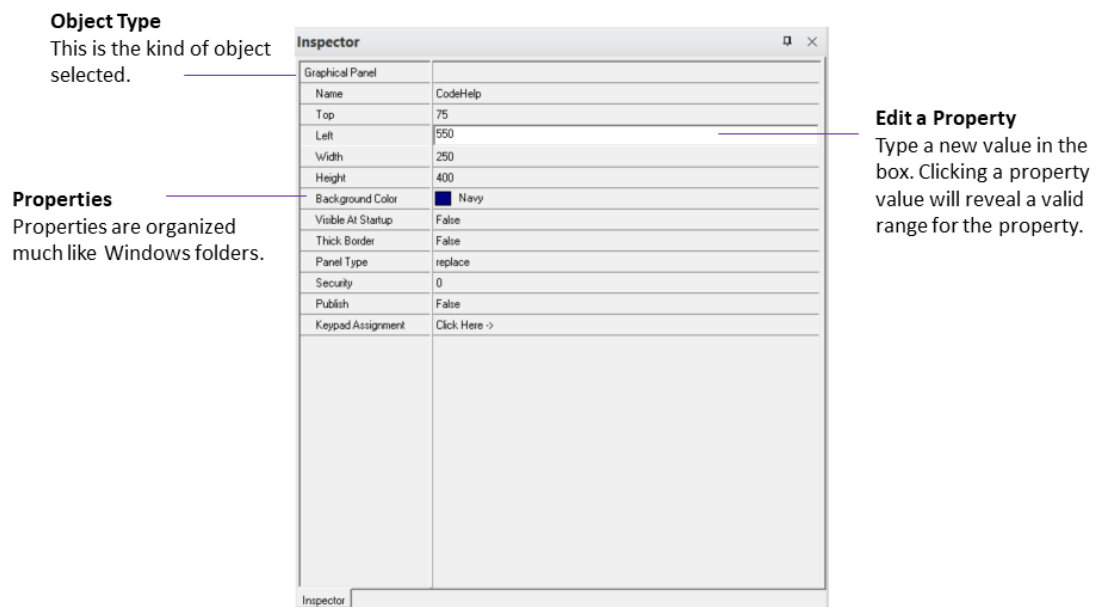 Object Type
This is the kind of object
selected.
Inspector
Graphical Panel
Name CodeHelp
Top 75
Left 550
Width 250
Height 400
Background Color Navy
Visible At Startup False
Thick Border False
Panel Type replace
Security 0
Publish False
Keypad Assignment Click Here ->
Inspector
Properties
Properties are organized
much like Windows folders.
Edit a Property
Type a new value in the
box. Clicking a property
value will reveal a valid
range for the property.